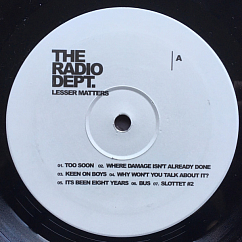 THE
RADIO
DEPT.
LESSER MATTERS
A
01. TOO SOON 02. WHERE DAMAGE ISN'T ALREADY DONE
03. KEEN ON BOYS 04. WHY WON'T YOU TALK ABOUT IT?
05. ITS BEEN EIGHT YEARS 06. BUS 07. SLOTTET #2